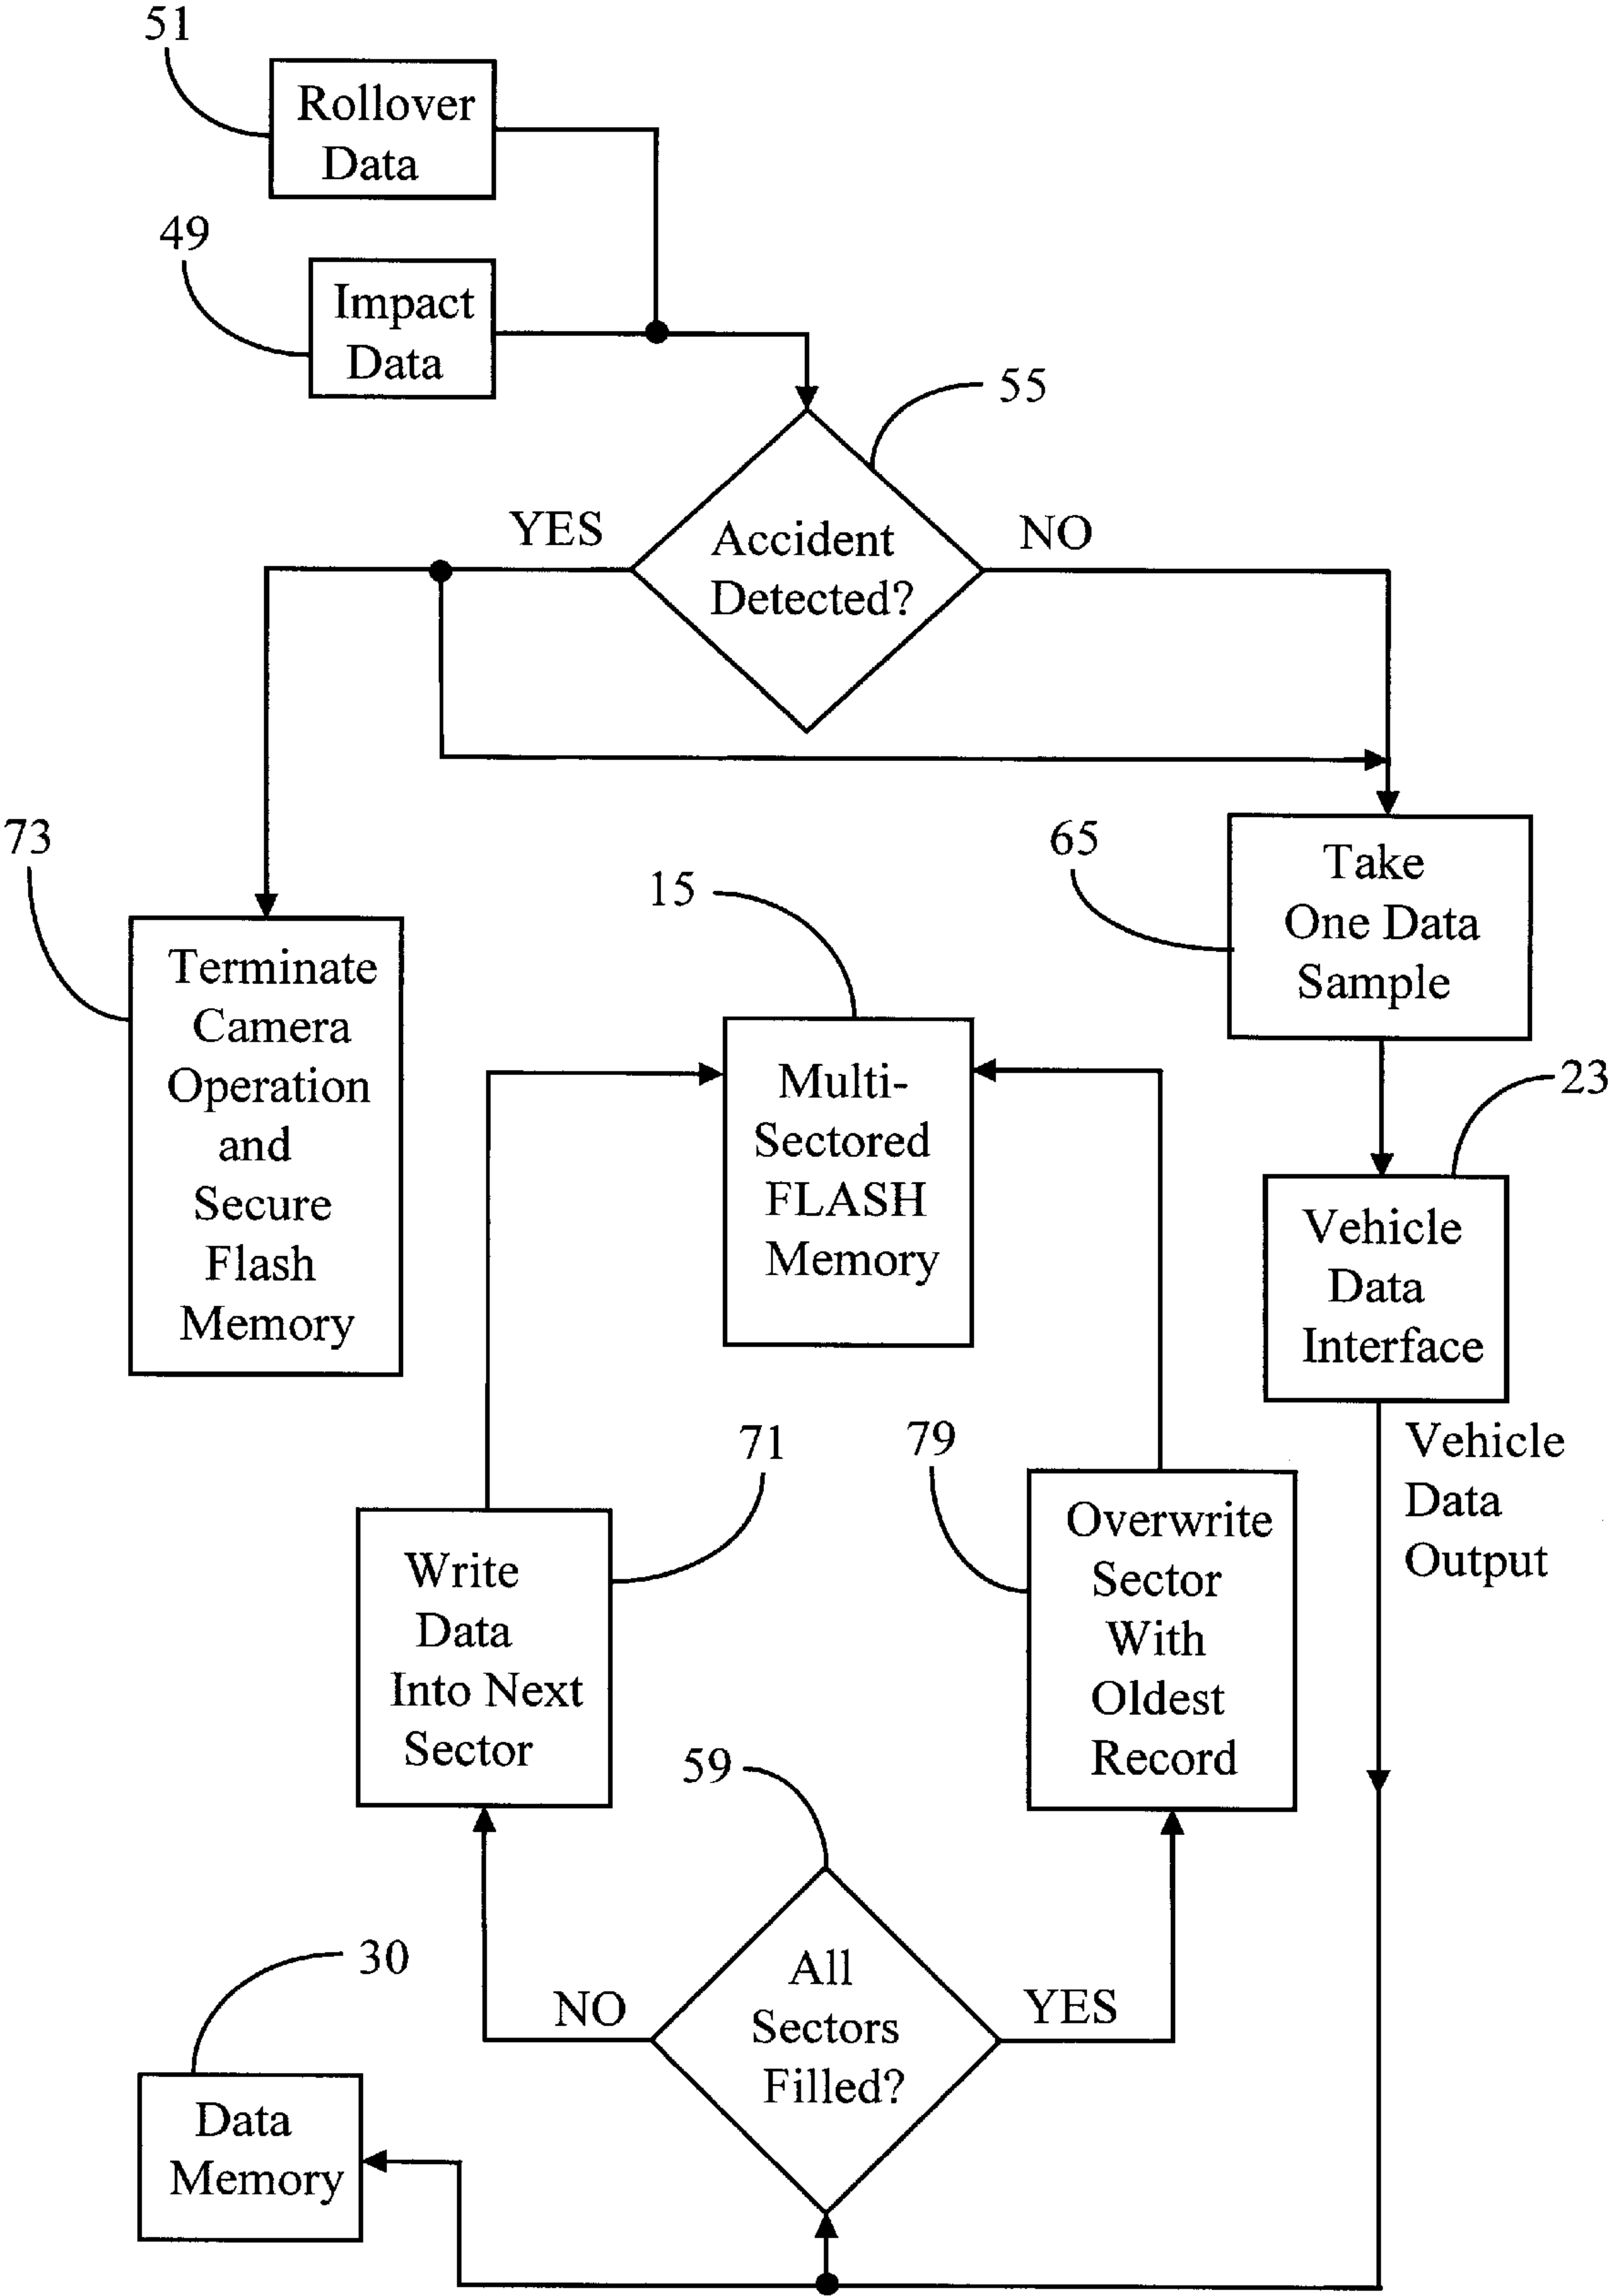 51
Rollover
Data
49
Impact
Data
55
YES
NO
Accident
Detected?
73
Terminate
Camera
Operation
and
Secure
Flash
Memory
15
Multi-
Sectored
FLASH
Memory
65
Take
One Data
Sample
23
Vehicle
Data
Interface
Vehicle
Data
Output
71
Write
Data
Into Next
Sector
79
Overwrite
Sector
With
Oldest
Record
59
All
Sectors
Filled?
NO
YES
30
Data
Memory